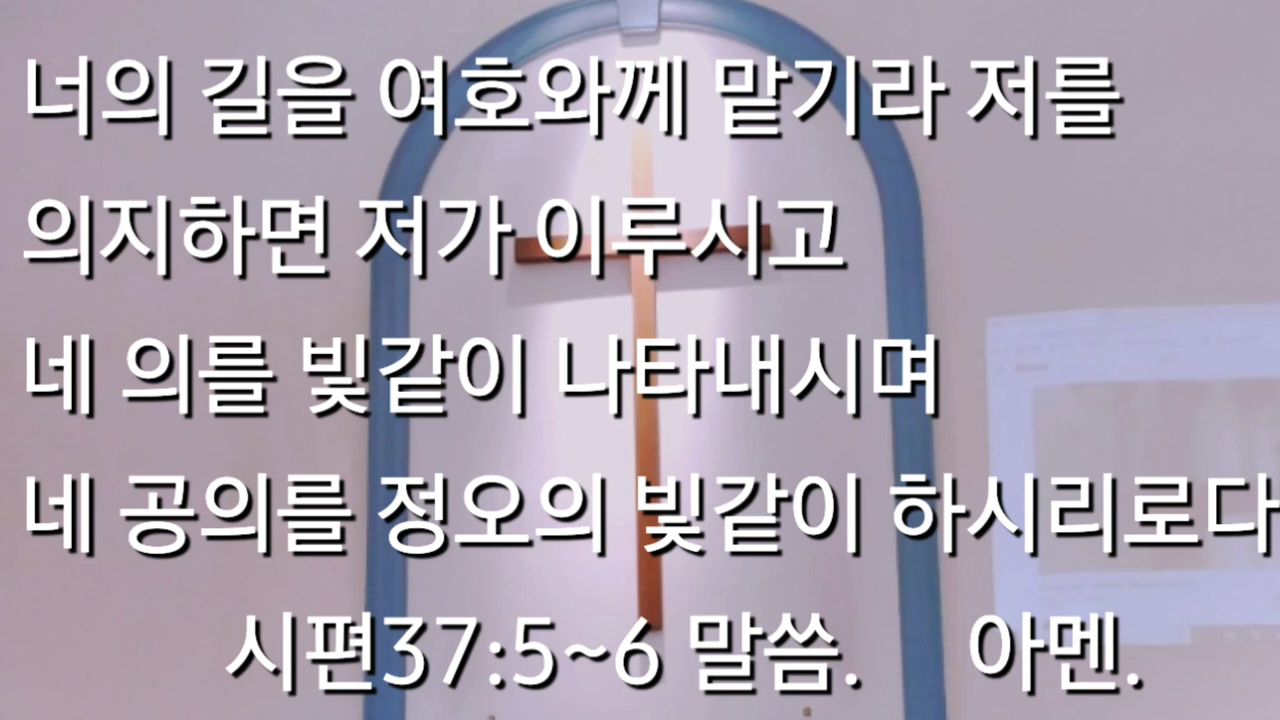 너의 길을 여호와께 맡기라 저를
의지하면 저가 이루시고
네 의를 빛같이 나타내시며
네 공의를 정오의 빛같이 하시리로다
시편37:5~6 말씀. 아멘.